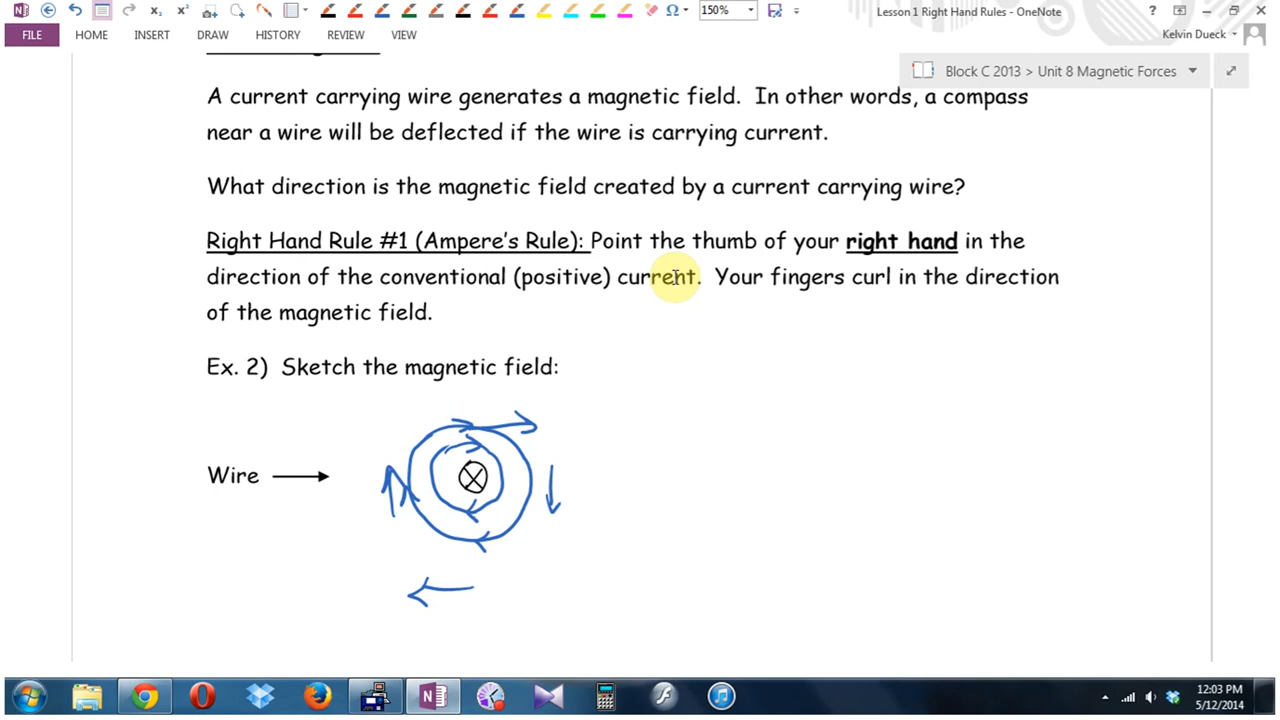 Lesson 1 Right Hand Rules - OneNote
FILE HOME INSERT DRAW HISTORY REVIEW VIEW
Kelvin Dueck
150%
Block C 2013 > Unit 8 Magnetic Forces
A current carrying wire generates a magnetic field. In other words, a compass
near a wire will be deflected if the wire is carrying current.
What direction is the magnetic field created by a current carrying wire?
Right Hand Rule #1 (Ampere's Rule): Point the thumb of your right hand in the
direction of the conventional (positive) current. Your fingers curl in the direction
of the magnetic field.
Ex. 2) Sketch the magnetic field:
Wire
12:03 PM
5/12/2014